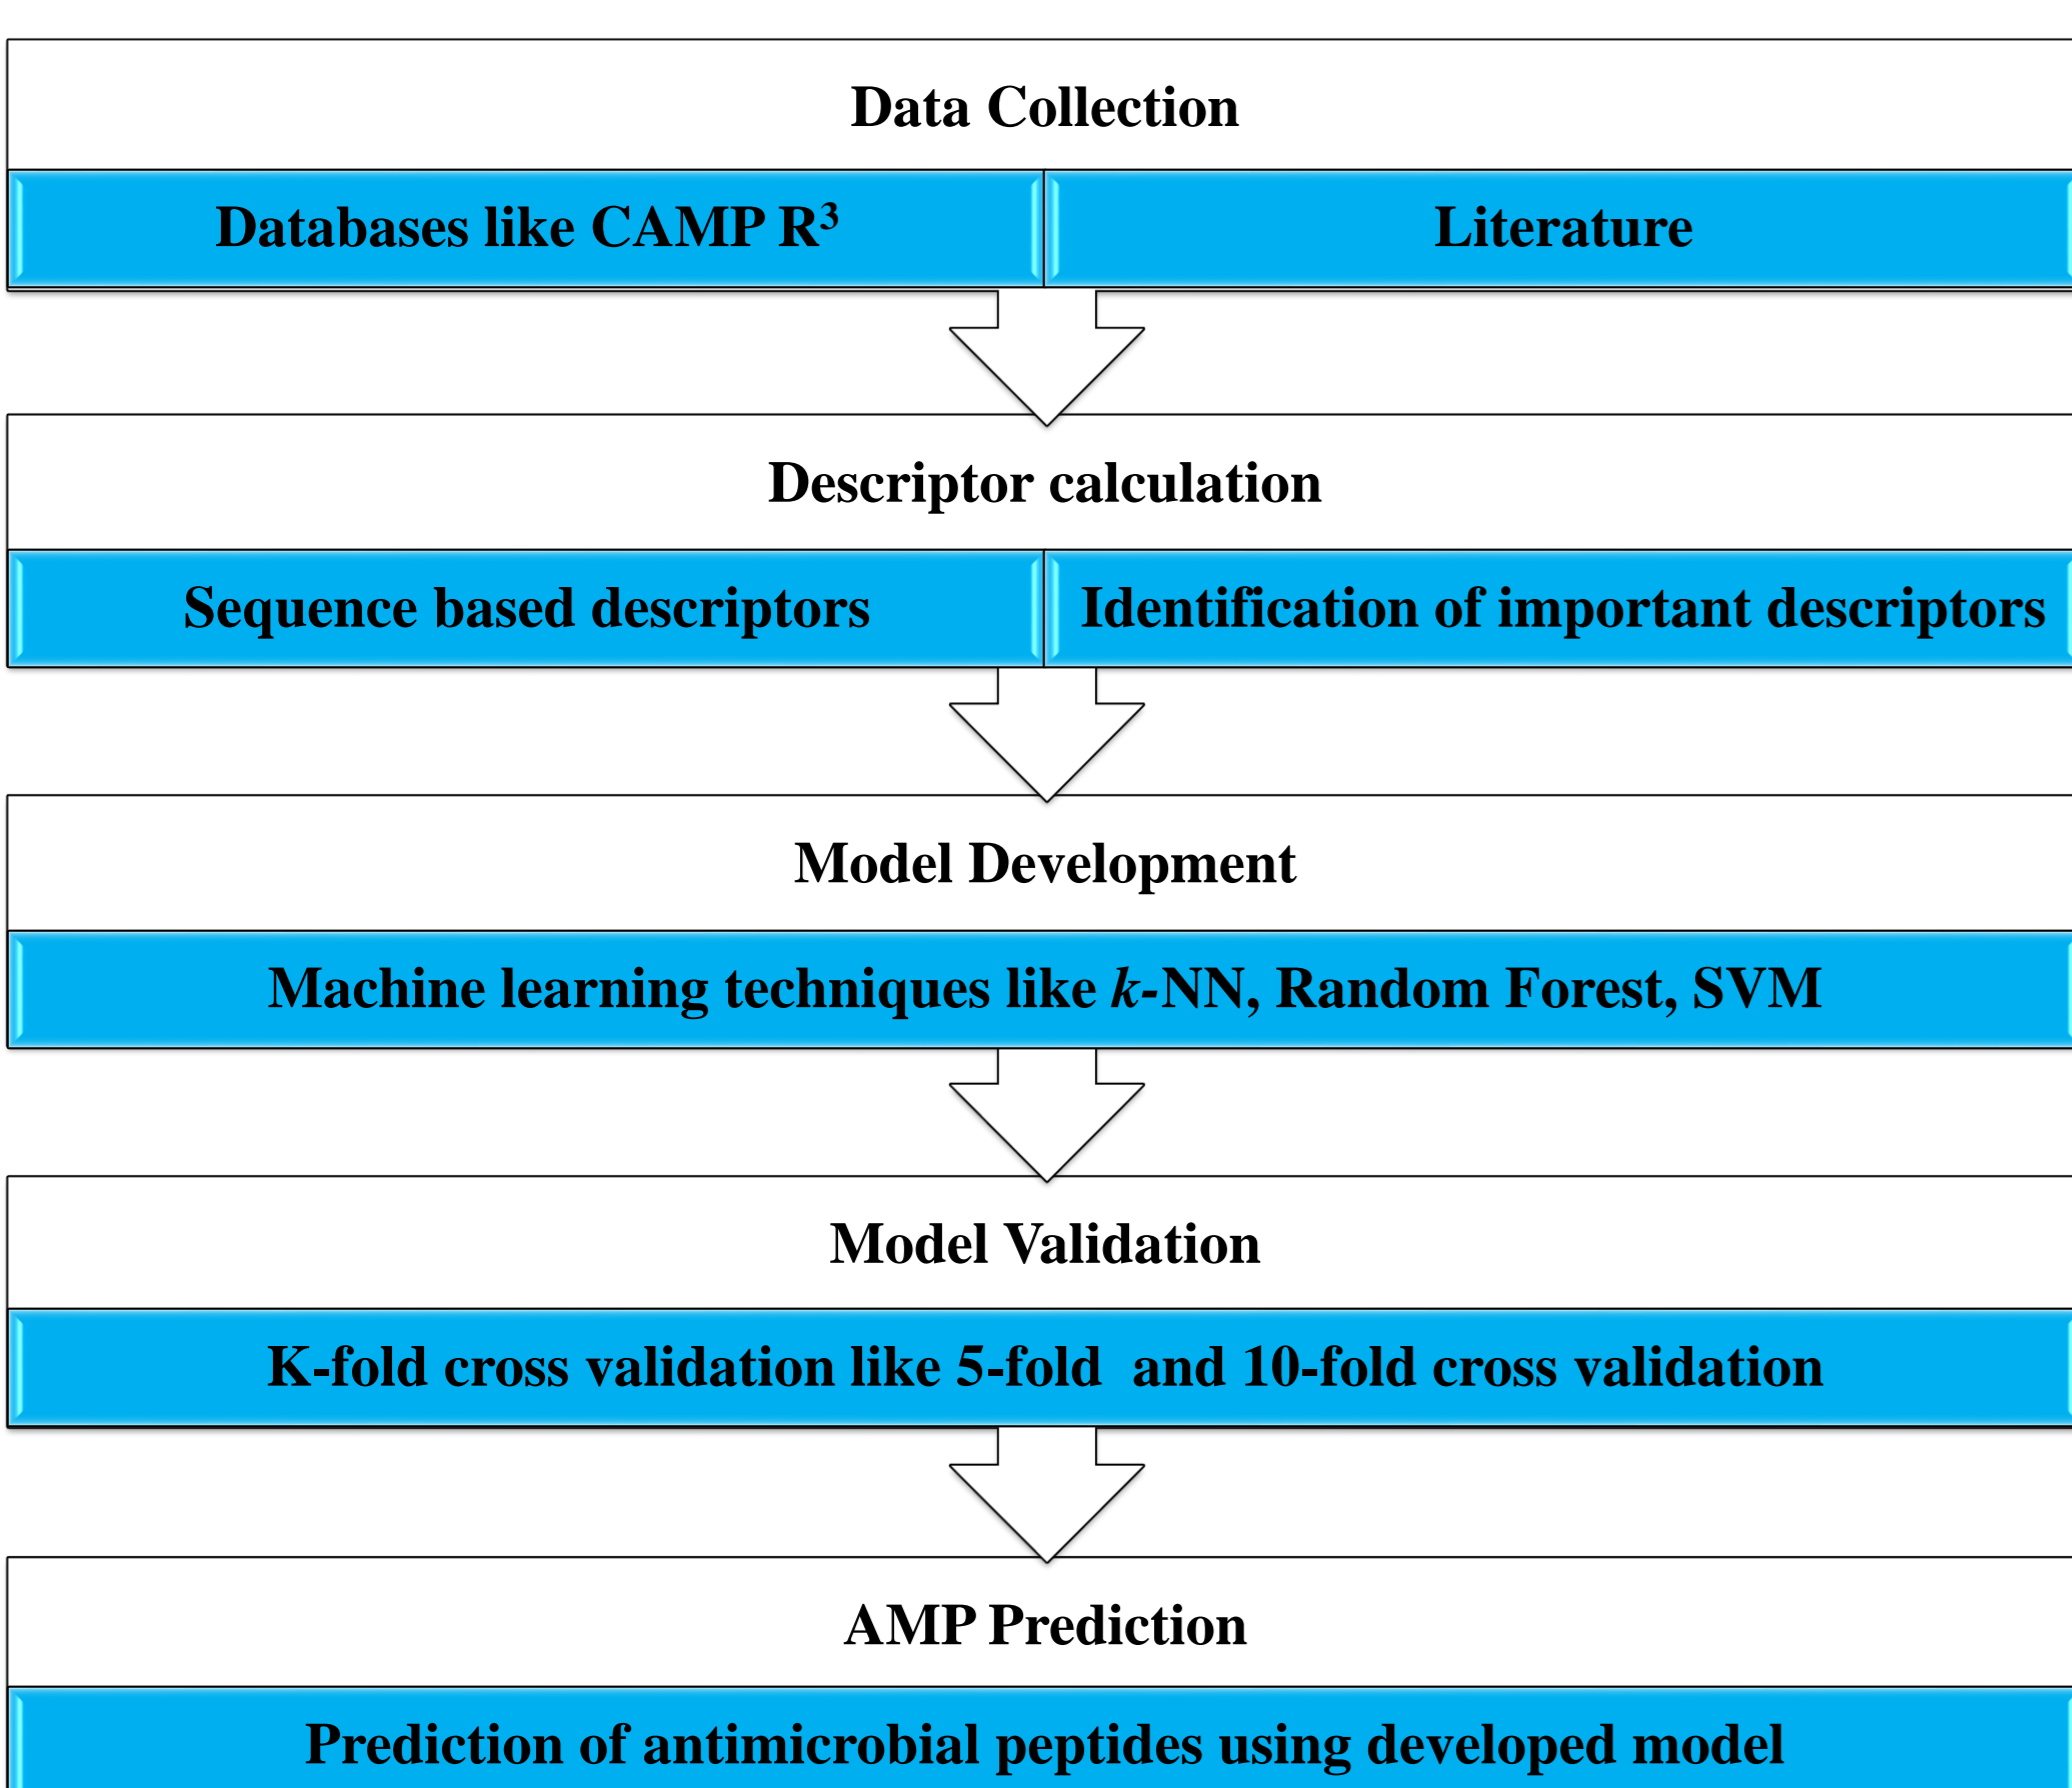 Data Collection
Databases like CAMP R³
Literature
Descriptor calculation
Sequence based descriptors
Identification of important descriptors
Model Development
Machine learning techniques like k-NN, Random Forest, SVM
Model Validation
K-fold cross validation like 5-fold  and 10-fold cross validation
AMP Prediction
Prediction of antimicrobial peptides using developed model